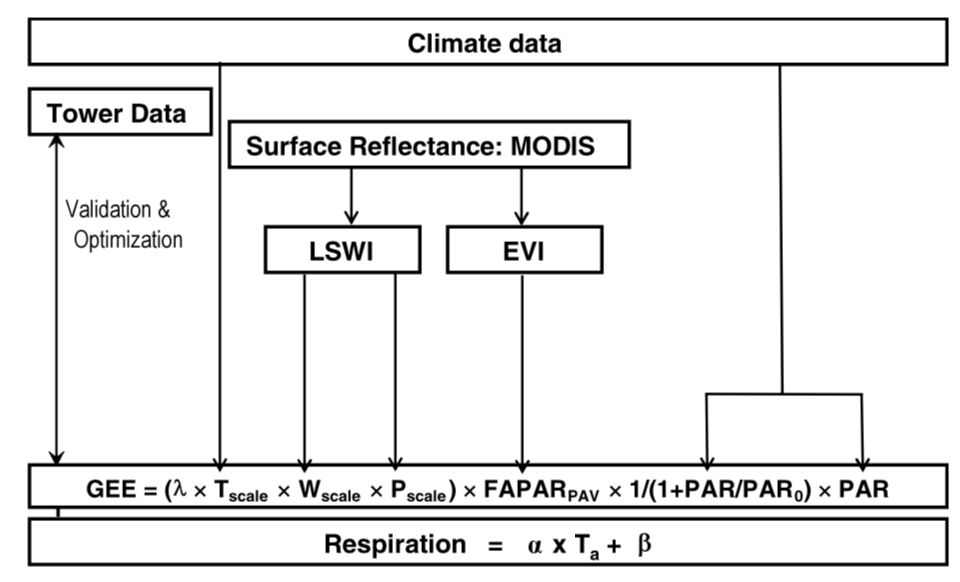 Climate data
Tower Data
Surface Reflectance: MODIS
Validation &
Optimization
LSWI
EVI
GEE = (λ × Tscale × Wscale × Pscale) × FAPARPAV × 1/(1+PAR/PAR0) × PAR
Respiration = α x Ta + β